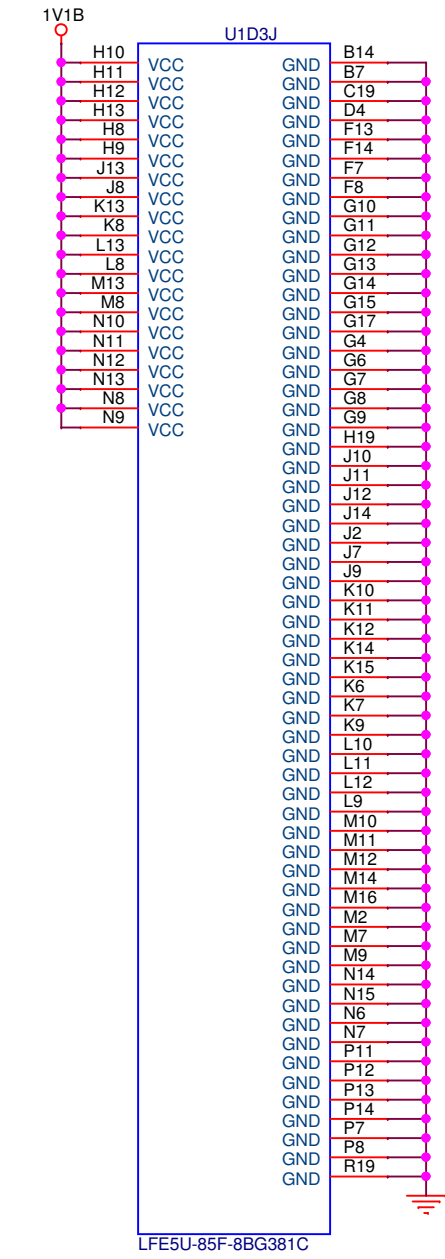 1V1B
U1D3J
H10 VCC GND B14
H11 VCC GND B7
H12 VCC GND C19
H13 VCC GND D4
H8 VCC GND F13
H9 VCC GND F14
J13 VCC GND F7
J8 VCC GND F8
K13 VCC GND G10
K8 VCC GND G11
L13 VCC GND G12
L8 VCC GND G13
M13 VCC GND G14
M8 VCC GND G15
N10 VCC GND G17
N11 VCC GND G4
N12 VCC GND G6
N13 VCC GND G7
N8 VCC GND G8
N9 VCC GND G9
GND H19
GND J10
GND J11
GND J12
GND J14
GND J2
GND J7
GND J9
GND K10
GND K11
GND K12
GND K14
GND K15
GND K6
GND K7
GND K9
GND L10
GND L11
GND L12
GND L9
GND M10
GND M11
GND M12
GND M14
GND M16
GND M2
GND M7
GND M9
GND N14
GND N15
GND N6
GND N7
GND P11
GND P12
GND P13
GND P14
GND P7
GND P8
GND R19
LFE5U-85F-8BG381C